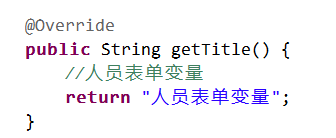 @Override
public String getTitle() {
    //人员表单变量
    return "人员表单变量";
}